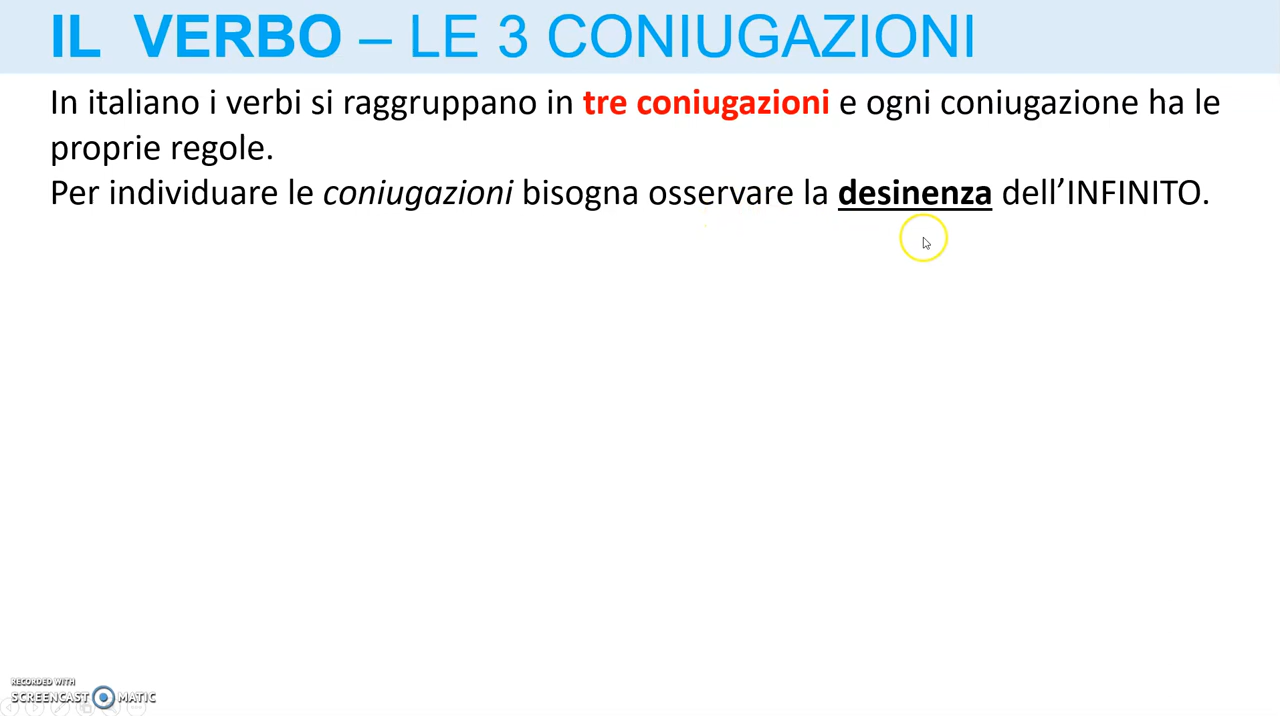 IL VERBO – LE 3 CONIUGAZIONI
In italiano i verbi si raggruppano in tre coniugazioni e ogni coniugazione ha le
proprie regole.
Per individuare le coniugazioni bisogna osservare la desinenza dell’INFINITO.
RECORDED WITH
SCREENCAST MATIC